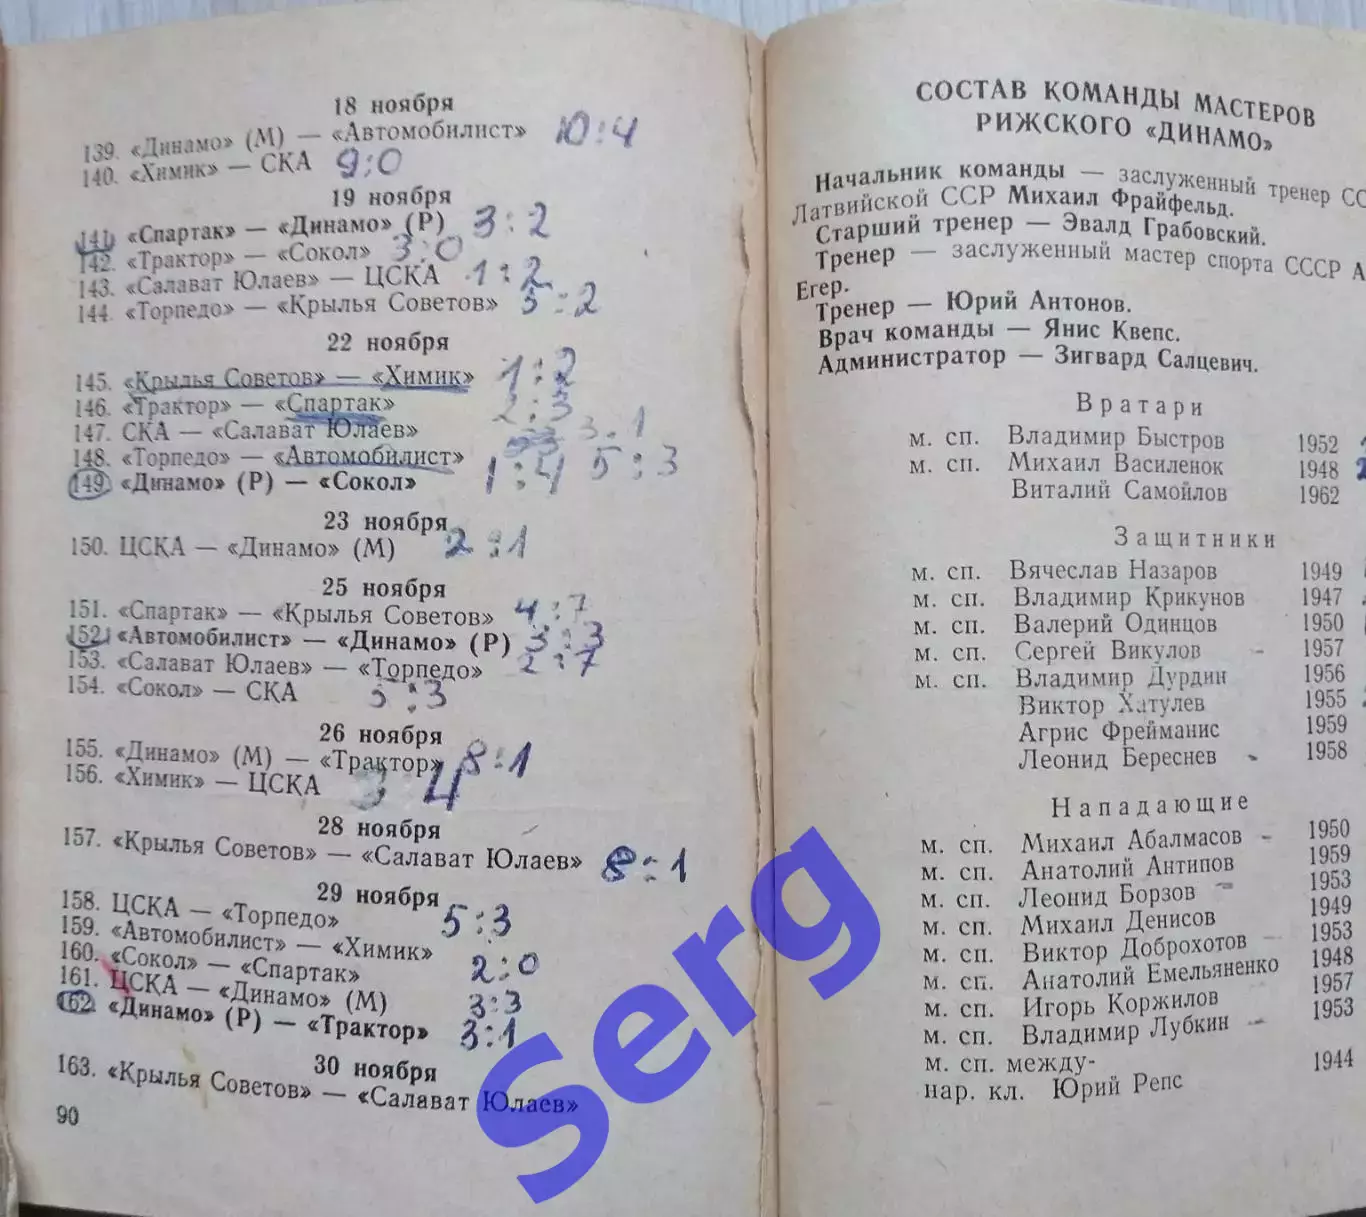 18 ноября
139. «Динамо» (М) — «Автомобилист» 10:4
140. «Химик» — СКА 9:0
19 ноября
141. «Спартак» — «Динамо» (Р) 3:2
142. «Трактор» — «Сокол» 3:0
143. «Салават Юлаев» — ЦСКА 1:2
144. «Торпедо» — «Крылья Советов» 5:2
22 ноября
145. «Крылья Советов» — «Химик» 1:2
146. «Трактор» — «Спартак» 2:3
147. СКА — «Салават Юлаев» 3:1
148. «Торпедо» — «Автомобилист» 5:3
149. «Динамо» (Р) — «Сокол» 1:4
23 ноября
150. ЦСКА — «Динамо» (М) 2:1
25 ноября
151. «Спартак» — «Крылья Советов» 4:7
152. «Автомобилист» — «Динамо» (Р) 3:3
153. «Салават Юлаев» — «Торпедо» 2:7
154. «Сокол» — СКА 5:3
26 ноября
155. «Динамо» (М) — «Трактор» 8:1
156. «Химик» — ЦСКА 3 4
28 ноября
157. «Крылья Советов» — «Салават Юлаев» 8:1
29 ноября
158. ЦСКА — «Торпедо» 5:3
159. «Автомобилист» — «Химик»
160. «Сокол» — «Спартак» 2:0
161. ЦСКА — «Динамо» (М) 3:3
162. «Динамо» (Р) — «Трактор» 3:1
30 ноября
163. «Крылья Советов» — «Салават Юлаев»
90
СОСТАВ КОМАНДЫ МАСТЕРОВ
РИЖСКОГО «ДИНАМО»
Начальник команды — заслуженный тренер СС
Латвийской ССР Михаил Фрайфельд.
Старший тренер — Эвалд Грабовский.
Тренер — заслуженный мастер спорта СССР А
Егер.
Тренер — Юрий Антонов.
Врач команды — Янис Квепс.
Администратор — Зигвард Салцевич.
Вратари
м. сп. Владимир Быстров 1952
м. сп. Михаил Василенок 1948
Виталий Самойлов 1962
Защитники
м. сп. Вячеслав Назаров 1949
м. сп. Владимир Крикунов 1947
м. сп. Валерий Одинцов 1950
м. сп. Сергей Викулов 1957
м. сп. Владимир Дурдин 1956
Виктор Хатулев 1955
Агрис Фрейманис 1959
Леонид Береснев 1958
Нападающие
м. сп. Михаил Абалмасов 1950
м. сп. Анатолий Антипов 1959
м. сп. Леонид Борзов 1953
м. сп. Михаил Денисов 1949
м. сп. Виктор Доброхотов 1953
м. сп. Анатолий Емельяненко 1948
м. сп. Игорь Коржилов 1957
м. сп. Владимир Лубкин 1953
м. сп. между-
нар. кл. Юрий Репс 1944
Serg